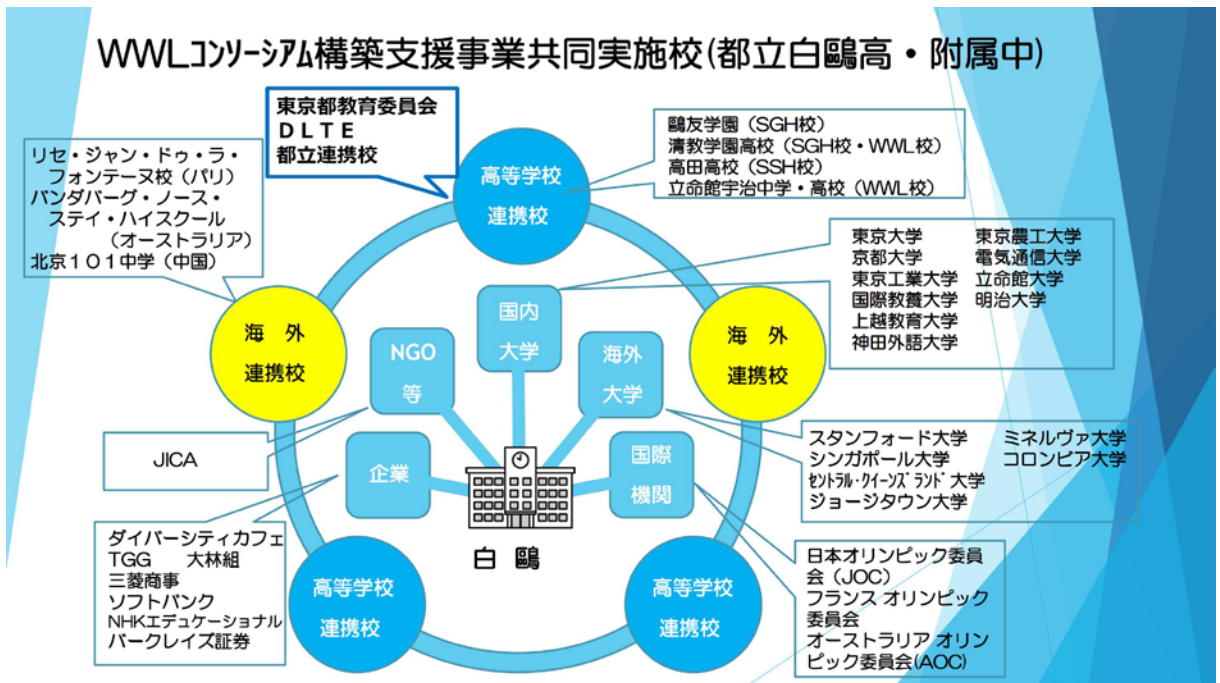 WWLｺﾝｿｰｼｱﾑ構築支援事業共同実施校(都立白鷗高・附属中)
東京都教育委員会
ＤＬＴＥ
都立連携校
鷗友学園（SGH校）
清教学園高校（SGH校・WWL校）
高田高校（SSH校）
立命館宇治中学・高校（WWL校）
リセ・ジャン・ドゥ・ラ・
フォンテーヌ校（パリ）
バンダバーグ・ノース・
ステイ・ハイスクール
（オーストラリア）
北京１０１中学（中国）
高等学校
連携校
東京大学　東京農工大学
京都大学　電気通信大学
東京工業大学　立命館大学
国際教養大学　明治大学
上越教育大学
神田外語大学
海　外
連携校
NGO
等
国内
大学
海外
大学
海　外
連携校
JICA
企業
国際
機関
スタンフォード大学　ミネルヴァ大学
シンガポール大学　コロンビア大学
ｾﾝﾄﾗﾙ･ｸｲｰﾝｽﾞﾗﾝﾄﾞ大学
ジョージタウン大学
白 鷗
ダイバーシティカフェ
TGG　大林組
三菱商事
ソフトバンク
NHKエデュケーショナル
バークレイズ証券
高等学校
連携校
高等学校
連携校
日本オリンピック委員
会（JOC）
フランス オリンピック
委員会
オーストラリア オリン
ピック委員会(AOC)